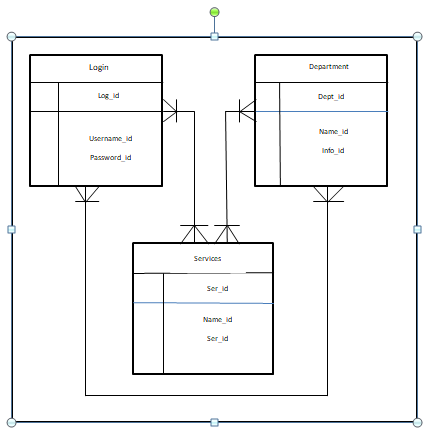 Login
Log_id
Username_id
Password_id
Department
Dept_id
Name_id
Info_id
Services
Ser_id
Name_id
Ser_id